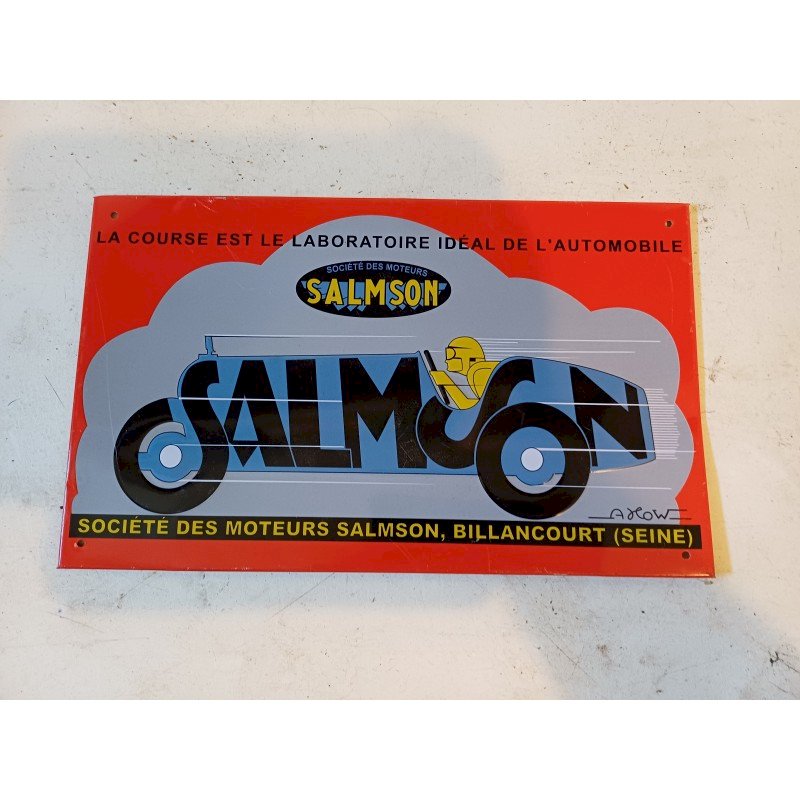 LA COURSE EST LE LABORATOIRE IDÉAL DE L'AUTOMOBILE
SOCIÉTÉ DES MOTEURS
SALMSON
SALMSON
SOCIÉTÉ DES MOTEURS SALMSON, BILLANCOURT (SEINE)